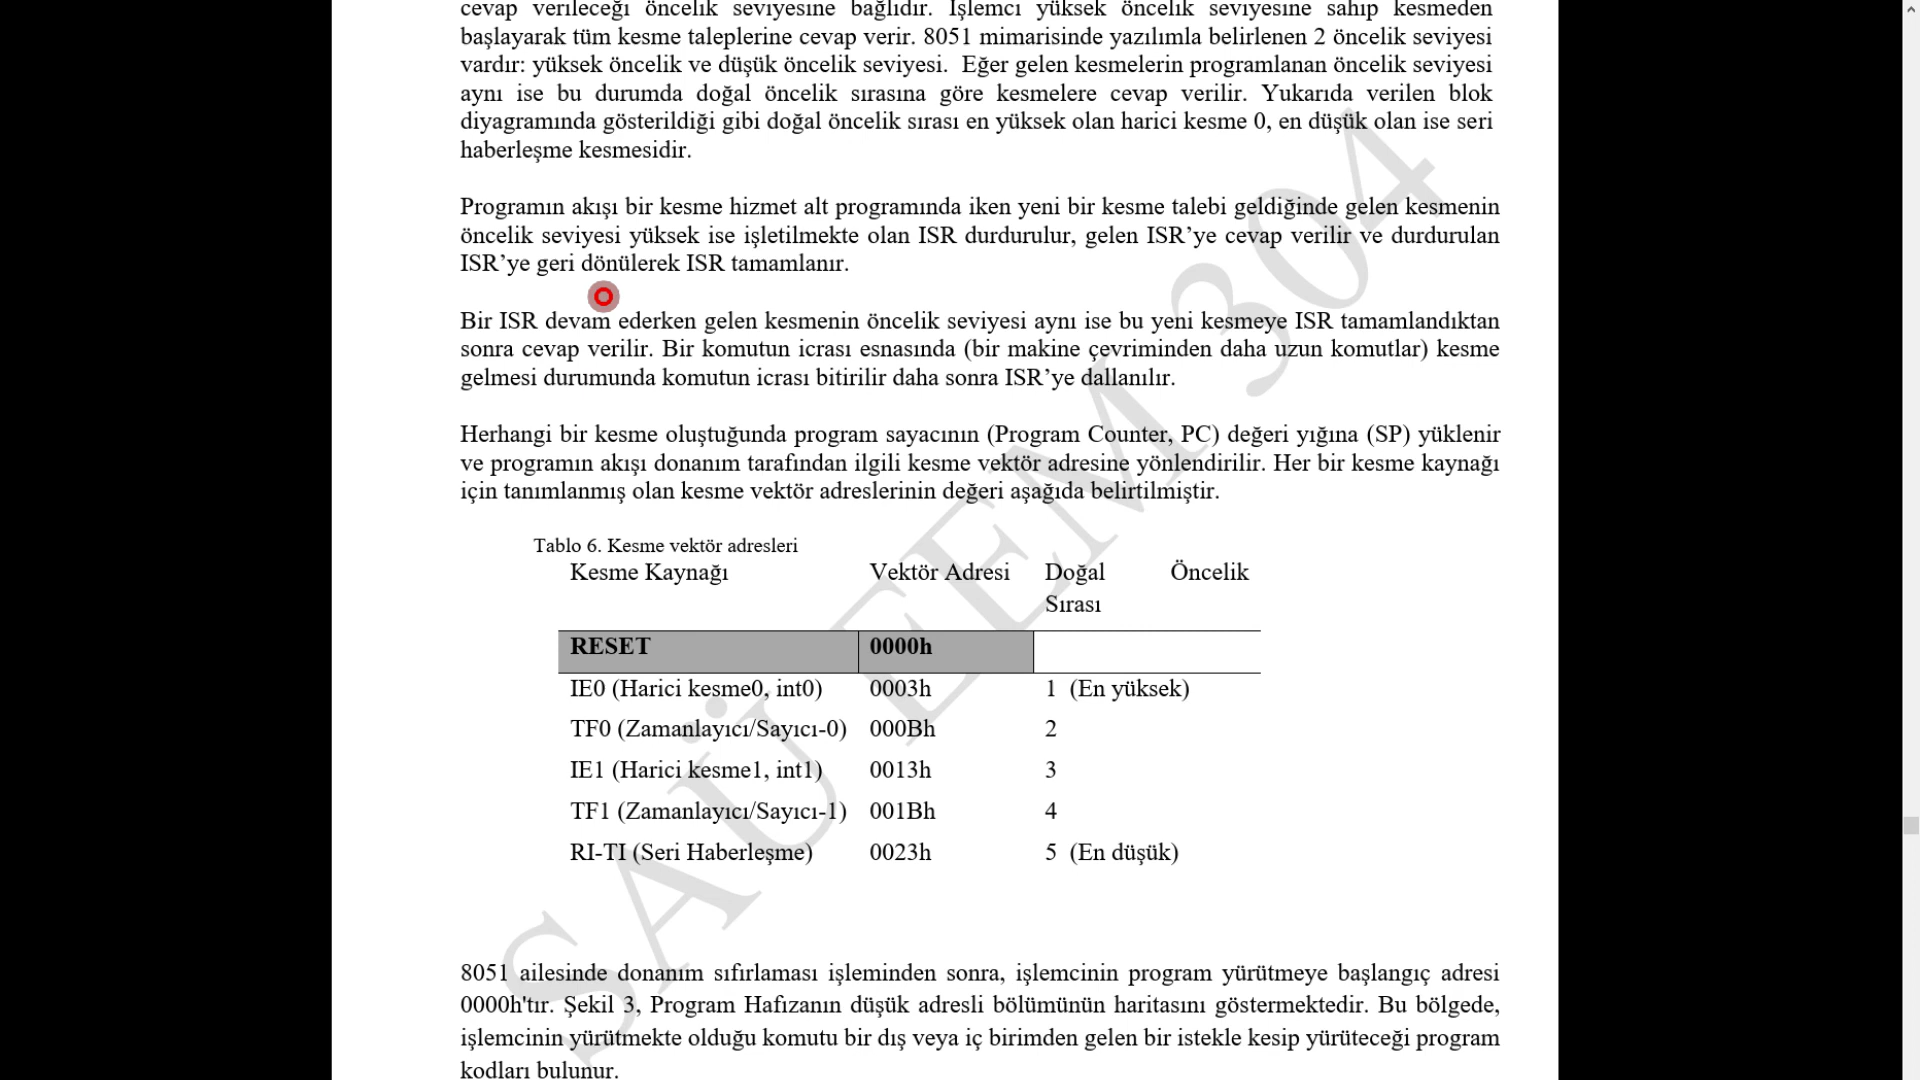 cevap verileceği öncelik seviyesine bağlıdır. İşlemci yüksek öncelik seviyesine sahip kesmeden
başlayarak tüm kesme taleplerine cevap verir. 8051 mimarisinde yazılımla belirlenen 2 öncelik seviyesi
vardır: yüksek öncelik ve düşük öncelik seviyesi. Eğer gelen kesmelerin programlanan öncelik seviyesi
aynı ise bu durumda doğal öncelik sırasına göre kesmelere cevap verilir. Yukarıda verilen blok
diyagramında gösterildiği gibi doğal öncelik sırası en yüksek olan harici kesme 0, en düşük olan ise seri
haberleşme kesmesidir.
Programın akışı bir kesme hizmet alt programında iken yeni bir kesme talebi geldiğinde gelen kesmenin
öncelik seviyesi yüksek ise işletilmekte olan ISR durdurulur, gelen ISR’ye cevap verilir ve durdurulan
ISR’ye geri dönülerek ISR tamamlanır.
Bir ISR devam ederken gelen kesmenin öncelik seviyesi aynı ise bu yeni kesmeye ISR tamamlandıktan
sonra cevap verilir. Bir komutun icrası esnasında (bir makine çevriminden daha uzun komutlar) kesme
gelmesi durumunda komutun icrası bitirilir daha sonra ISR’ye dallanılır.
Herhangi bir kesme oluştuğunda program sayacının (Program Counter, PC) değeri yığına (SP) yüklenir
ve programın akışı donanım tarafından ilgili kesme vektör adresine yönlendirilir. Her bir kesme kaynağı
için tanımlanmış olan kesme vektör adreslerinin değeri aşağıda belirtilmiştir.
Tablo 6. Kesme vektör adresleri
Kesme Kaynağı Vektör Adresi Doğal Öncelik
Sırası
RESET 0000h
IE0 (Harici kesme0, int0) 0003h 1 (En yüksek)
TF0 (Zamanlayıcı/Sayıcı-0) 000Bh 2
IE1 (Harici kesme1, int1) 0013h 3
TF1 (Zamanlayıcı/Sayıcı-1) 001Bh 4
RI-TI (Seri Haberleşme) 0023h 5 (En düşük)
8051 ailesinde donanım sıfırlaması işleminden sonra, işlemcinin program yürütmeye başlangıç adresi
0000h'tır. Şekil 3, Program Hafızanın düşük adresli bölümünün haritasını göstermektedir. Bu bölgede,
işlemcinin yürütmekte olduğu komutu bir dış veya iç birimden gelen bir istekle kesip yürüteceği program
kodları bulunur.
SAÜ EEM 304